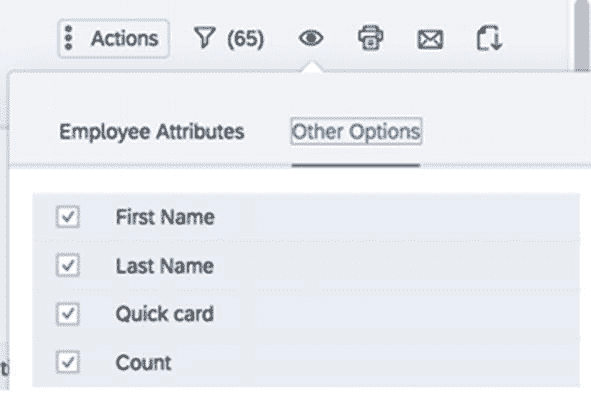 Actions (65)
Employee Attributes Other Options
First Name
Last Name
Quick card
Count